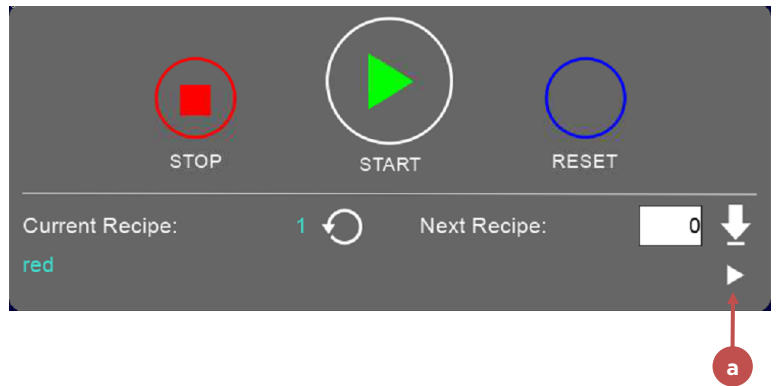 STOP
START
RESET
Current Recipe: 1
Next Recipe: 0
red
a